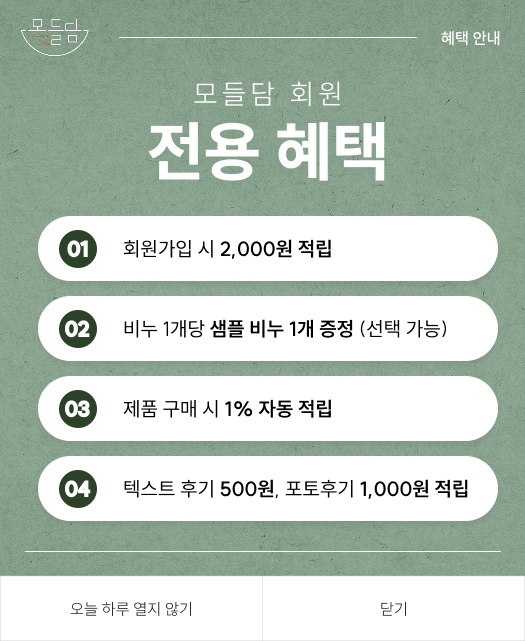 모들담
혜택 안내
모들담 회원
전용 혜택
01 회원가입 시 2,000원 적립
02 비누 1개당 샘플 비누 1개 증정 (선택 가능)
03 제품 구매 시 1% 자동 적립
04 텍스트 후기 500원, 포토후기 1,000원 적립
오늘 하루 열지 않기
닫기